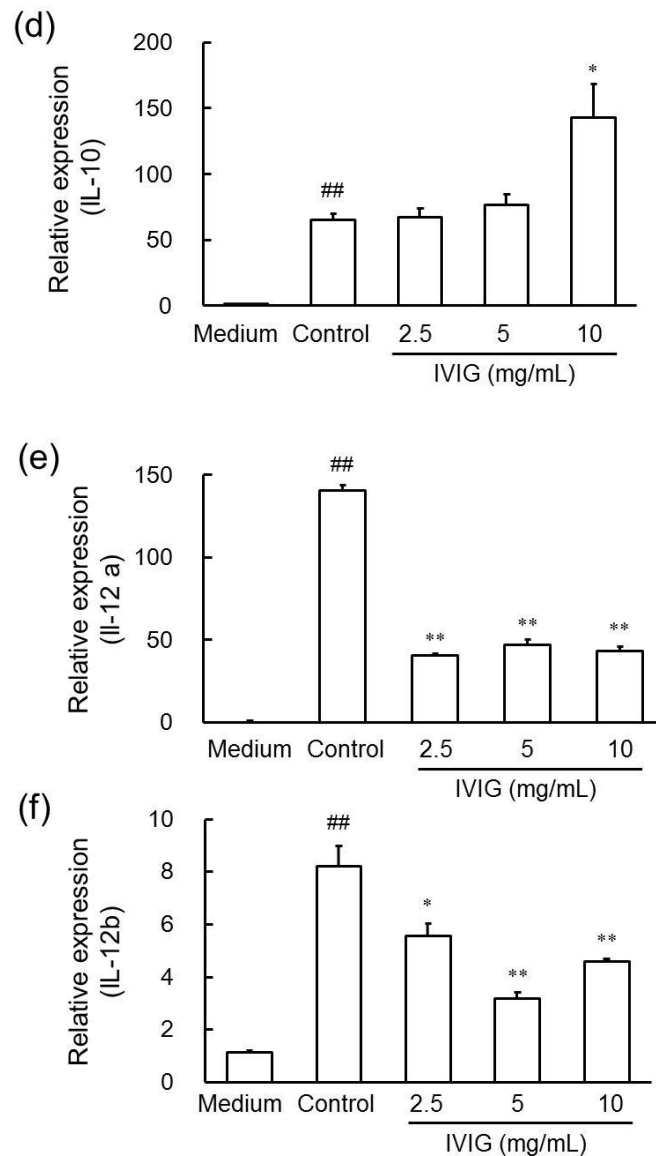 (d)
Relative expression
(IL-10)
200
150
100
50
0
##
*
Medium Control 2.5 5 10
IVIG (mg/mL)
(e)
Relative expression
(Il-12 a)
150
100
50
0
##
** ** **
Medium Control 2.5 5 10
IVIG (mg/mL)
(f)
Relative expression
(IL-12b)
10
8
6
4
2
0
##
* ** **
Medium Control 2.5 5 10
IVIG (mg/mL)